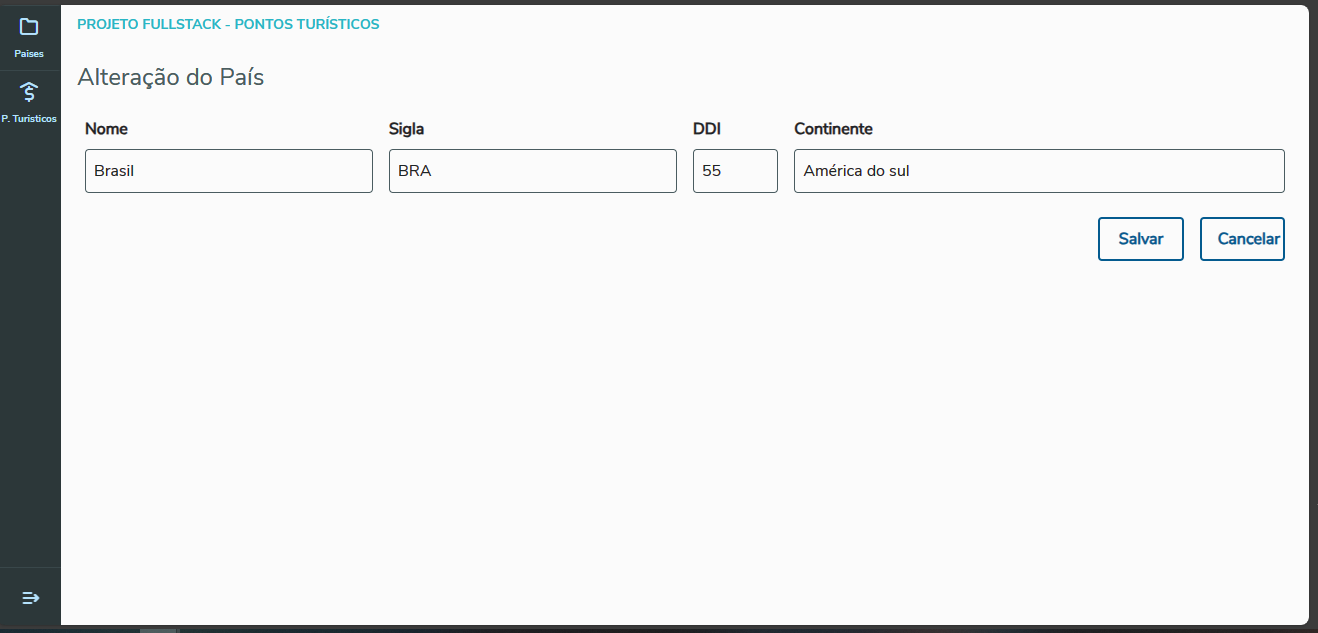 PROJETO FULLSTACK - PONTOS TURÍSTICOS
Paises
P. Turisticos
Alteração do País
Nome Sigla DDI Continente
Brasil BRA 55 América do sul
Salvar Cancelar